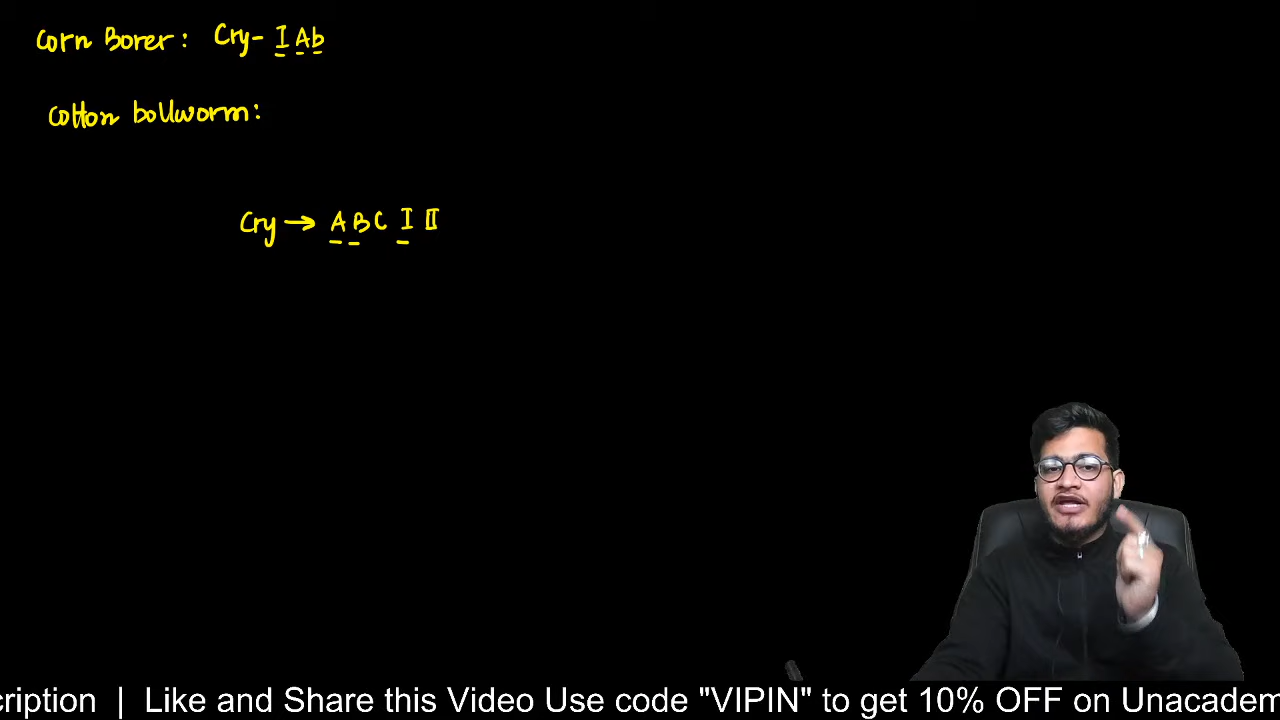 Corn Borer: Cry- I Ab
Cotton bollworm:
Cry → A B C I II
cription | Like and Share this Video Use code "VIPIN" to get 10% OFF on Unacadem